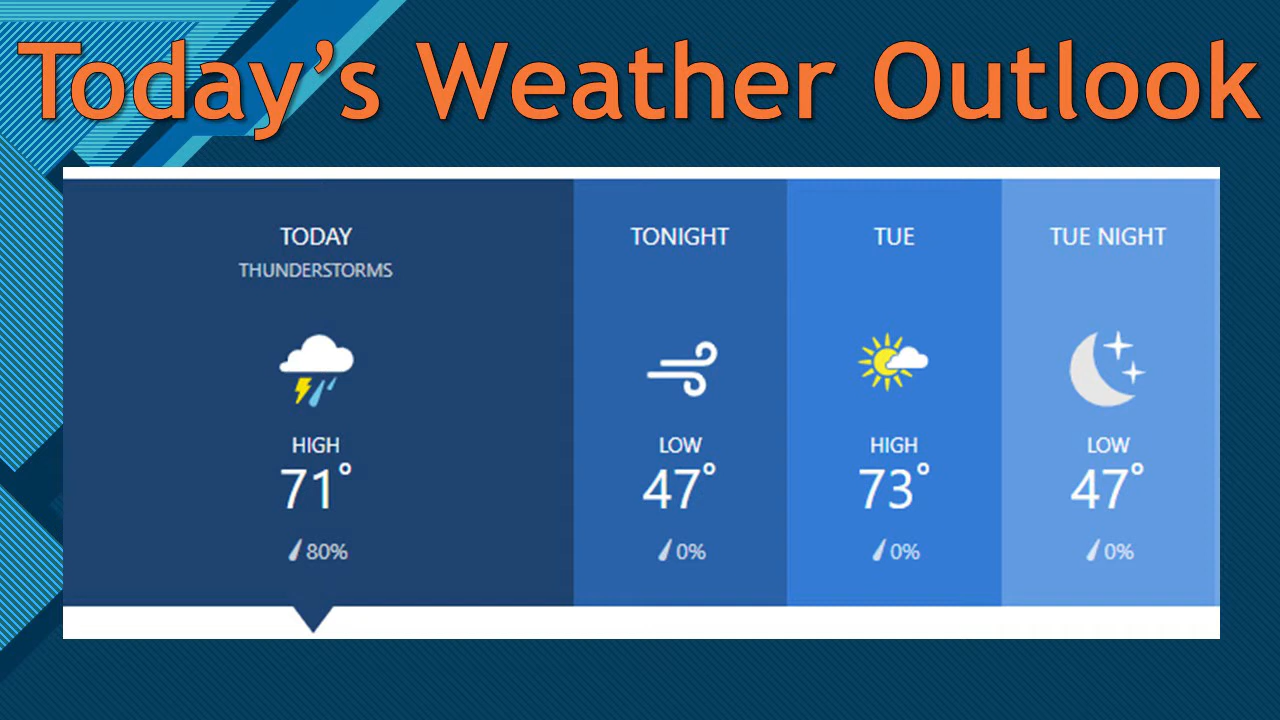 Today’s Weather Outlook
TODAY
THUNDERSTORMS
HIGH
71°
80%
TONIGHT
LOW
47°
0%
TUE
HIGH
73°
0%
TUE NIGHT
LOW
47°
0%